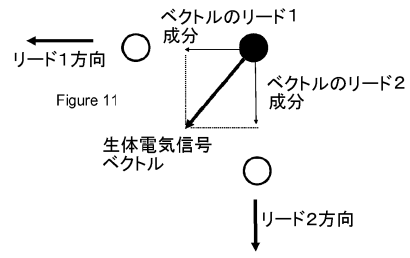 ベクトルのリード1
成分
リード1方向
Figure 11
ベクトルのリード2
成分
生体電気信号
ベクトル
リード2方向